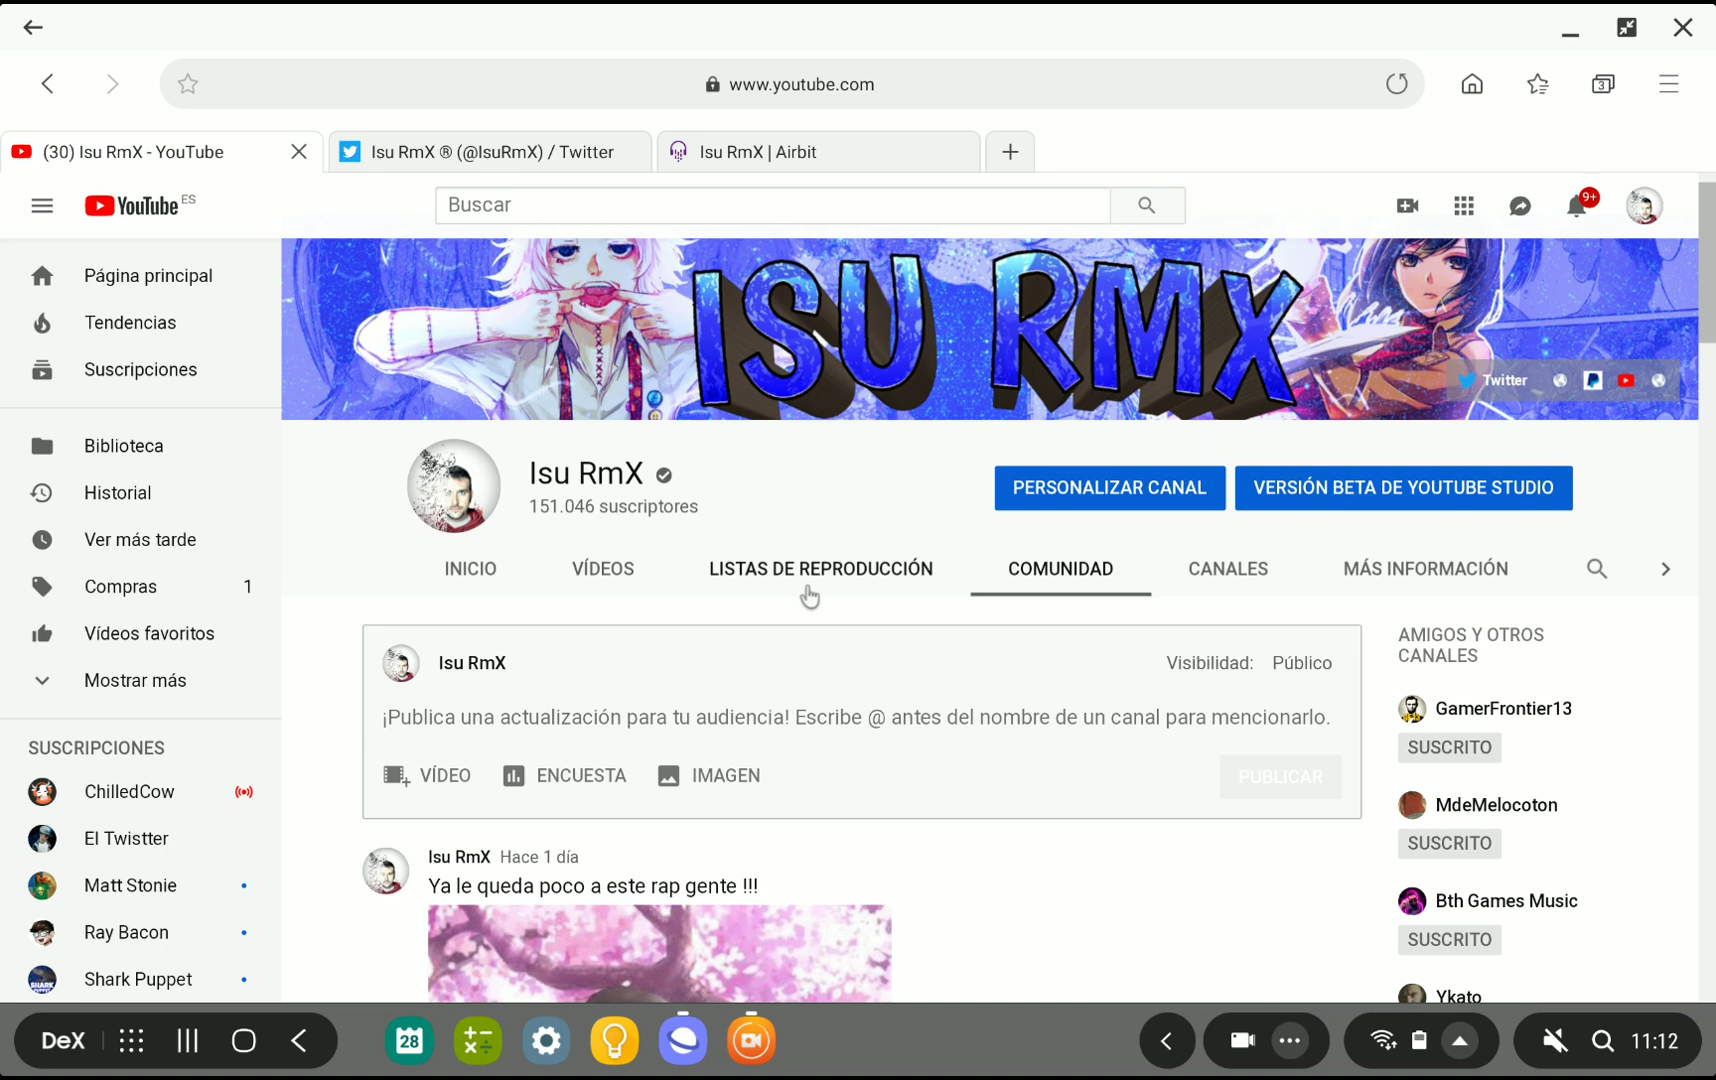 www.youtube.com
3
(30) Isu RmX - YouTube
Isu RmX ® (@IsuRmX) / Twitter
Isu RmX | Airbit
YouTube ES
Buscar
9+
Página principal
Tendencias
Suscripciones
Biblioteca
Historial
Ver más tarde
Compras 1
Vídeos favoritos
Mostrar más
SUSCRIPCIONES
ChilledCow
El Twistter
Matt Stonie
Ray Bacon
Shark Puppet
ISU RMX
Twitter
Isu RmX
151.046 suscriptores
PERSONALIZAR CANAL
VERSIÓN BETA DE YOUTUBE STUDIO
INICIO
VÍDEOS
LISTAS DE REPRODUCCIÓN
COMUNIDAD
CANALES
MÁS INFORMACIÓN
Isu RmX
Visibilidad: Público
¡Publica una actualización para tu audiencia! Escribe @ antes del nombre de un canal para mencionarlo.
VÍDEO
ENCUESTA
IMAGEN
PUBLICAR
Isu RmX Hace 1 día
Ya le queda poco a este rap gente !!!
AMIGOS Y OTROS
CANALES
GamerFrontier13
SUSCRITO
MdeMelocoton
SUSCRITO
Bth Games Music
SUSCRITO
Ykato
DeX
28
11:12